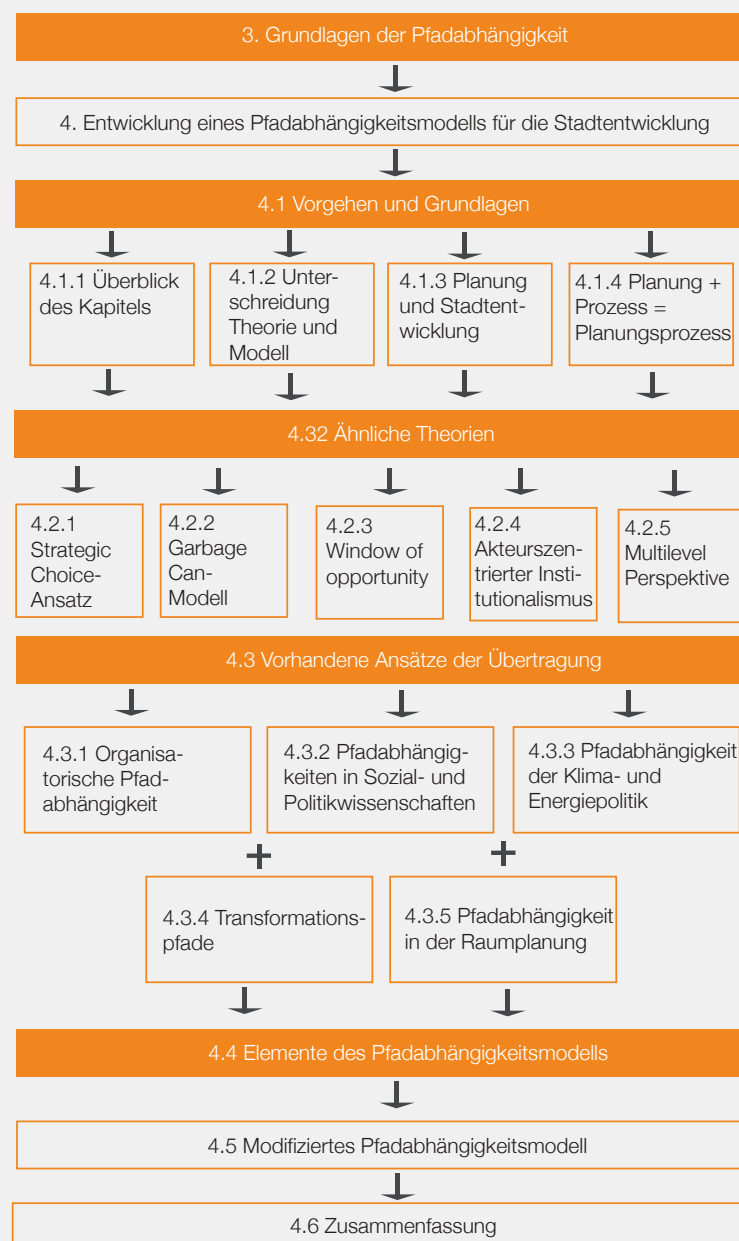 3. Grundlagen der Pfadabhängigkeit
4. Entwicklung eines Pfadabhängigkeitsmodells für die Stadtentwicklung
4.1 Vorgehen und Grundlagen
4.1.1 Überblick
des Kapitels
4.1.2 Unter-
schreidung
Theorie und
Modell
4.1.3 Planung
und Stadtent-
wicklung
4.1.4 Planung +
Prozess =
Planungsprozess
4.32 Ähnliche Theorien
4.2.1
Strategic
Choice-
Ansatz
4.2.2
Garbage
Can-
Modell
4.2.3
Window of
opportunity
4.2.4
Akteurszen-
trierter Insti-
tutionalismus
4.2.5
Multilevel
Perspektive
4.3 Vorhandene Ansätze der Übertragung
4.3.1 Organisa-
torische Pfad-
abhängigkeit
4.3.2 Pfadabhängig-
keiten in Sozial- und
Politikwissenschaften
4.3.3 Pfadabhängigkeit
der Klima- und
Energiepolitik
+
+
4.3.4 Transformations-
pfade
4.3.5 Pfadabhängigkeit
in der Raumplanung
4.4 Elemente des Pfadabhängigkeitsmodells
4.5 Modifiziertes Pfadabhängigkeitsmodell
4.6 Zusammenfassung